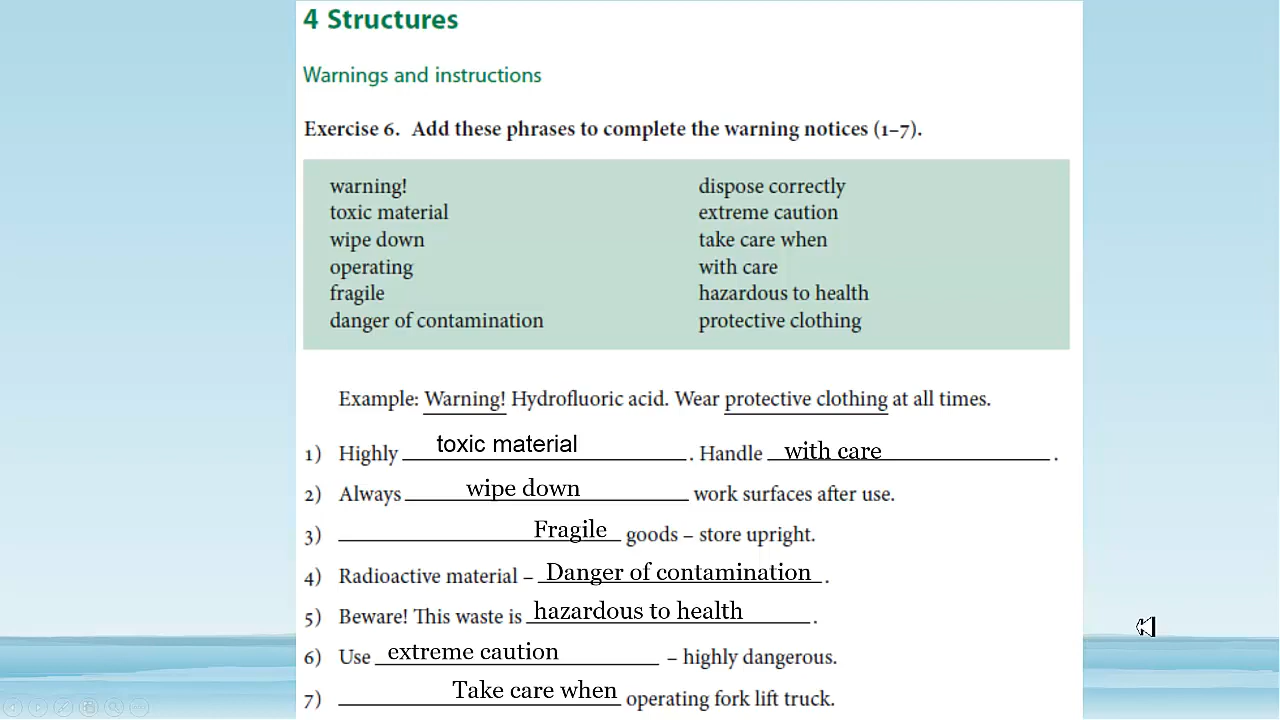 4 Structures
Warnings and instructions
Exercise 6. Add these phrases to complete the warning notices (1–7).
warning! dispose correctly
toxic material extreme caution
wipe down take care when
operating with care
fragile hazardous to health
danger of contamination protective clothing
Example: Warning! Hydrofluoric acid. Wear protective clothing at all times.
1) Highly toxic material. Handle with care.
2) Always wipe down work surfaces after use.
3) Fragile goods – store upright.
4) Radioactive material – Danger of contamination.
5) Beware! This waste is hazardous to health.
6) Use extreme caution – highly dangerous.
7) Take care when operating fork lift truck.